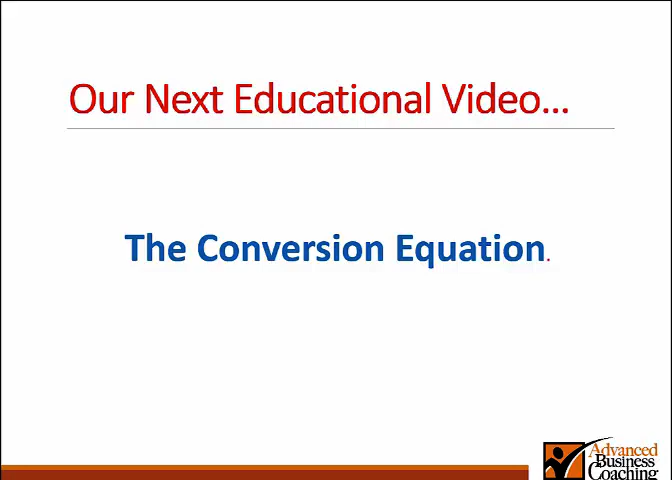 Our Next Educational Video...
The Conversion Equation.
Advanced
Business
Coaching